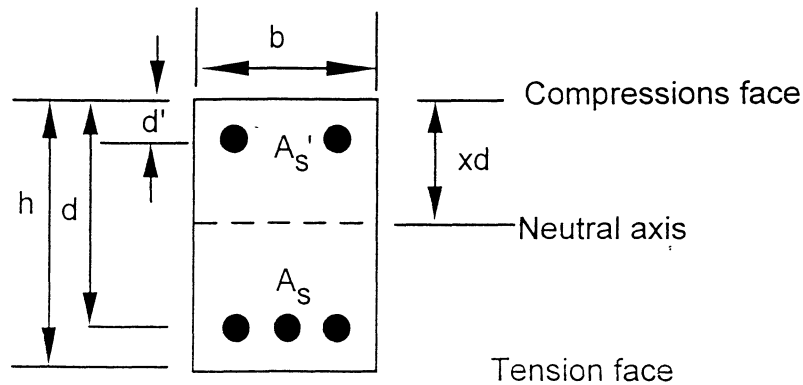 b
Compressions face
d'
As'
xd
h
d
Neutral axis
As
Tension face